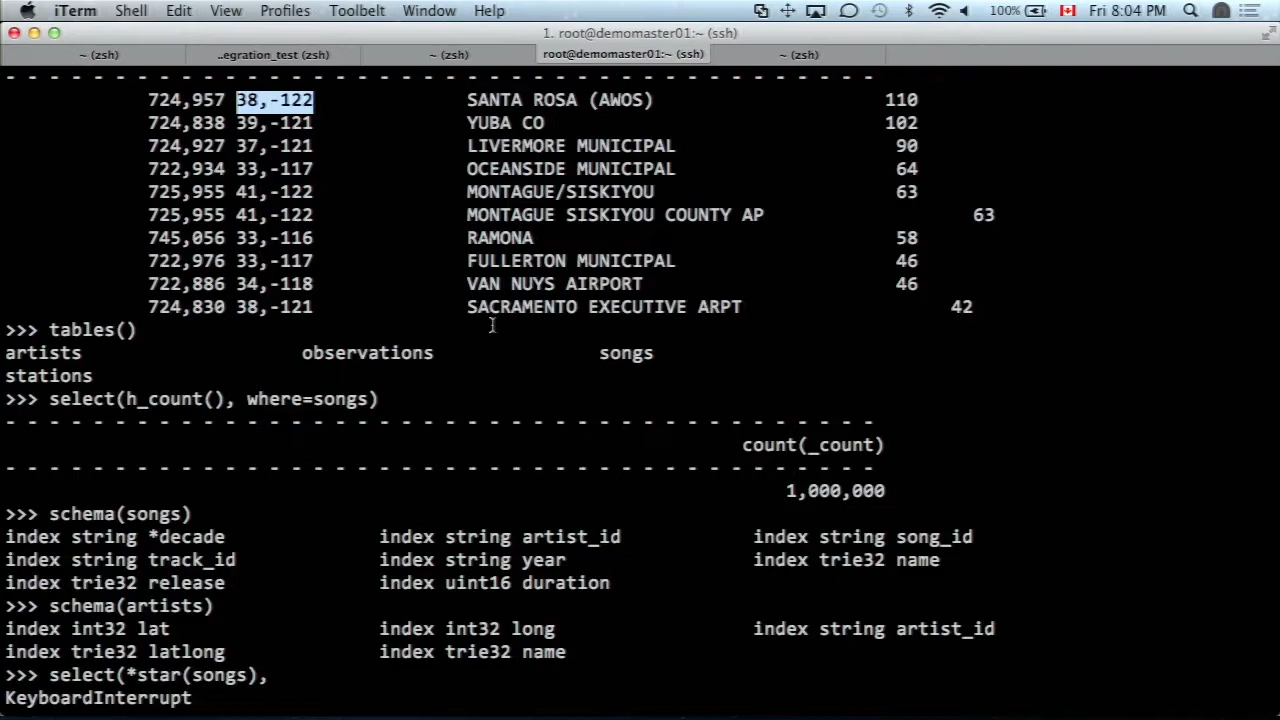 iTerm Shell Edit View Profiles Toolbelt Window Help 100% Fri 8:04 PM
1. root@demomaster01:~ (ssh)
~ (zsh) ..egration_test (zsh) ~ (zsh) root@demomaster01:~ (ssh) ~ (zsh)
- - - - - - - - - - - - - - - - - - - - - - - - - - - - - - - - - - - - - - - -
724,957 38,-122 SANTA ROSA (AWOS) 110
724,838 39,-121 YUBA CO 102
724,927 37,-121 LIVERMORE MUNICIPAL 90
722,934 33,-117 OCEANSIDE MUNICIPAL 64
725,955 41,-122 MONTAGUE/SISKIYOU 63
725,955 41,-122 MONTAGUE SISKIYOU COUNTY AP 63
745,056 33,-116 RAMONA 58
722,976 33,-117 FULLERTON MUNICIPAL 46
722,886 34,-118 VAN NUYS AIRPORT 46
724,830 38,-121 SACRAMENTO EXECUTIVE ARPT 42
>>> tables()
artists observations songs
stations
>>> select(h_count(), where=songs)
- - - - - - - - - - - - - - - - - - - - - - - - - - - - - - - - - - - - - - - -
count(_count)
- - - - - - - - - - - - - - - - - - - - - - - - - - - - - - - - - - - - - - - -
1,000,000
>>> schema(songs)
index string *decade index string artist_id index string song_id
index string track_id index string year index trie32 name
index trie32 release index uint16 duration
>>> schema(artists)
index int32 lat index int32 long index string artist_id
index trie32 latlong index trie32 name
>>> select(*star(songs),
KeyboardInterrupt